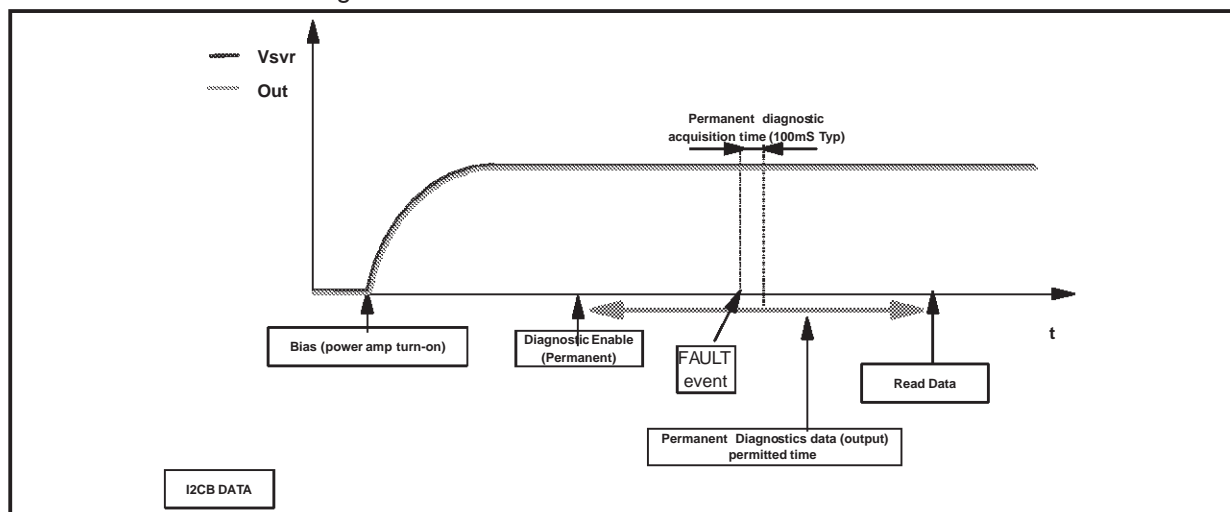 Vsvr
Out
Permanent diagnostic
acquisition time (100mS Typ)
Bias (power amp turn-on)
Diagnostic Enable
(Permanent)
FAULT
event
t
Read Data
Permanent Diagnostics data (output)
permitted time
I2CB DATA